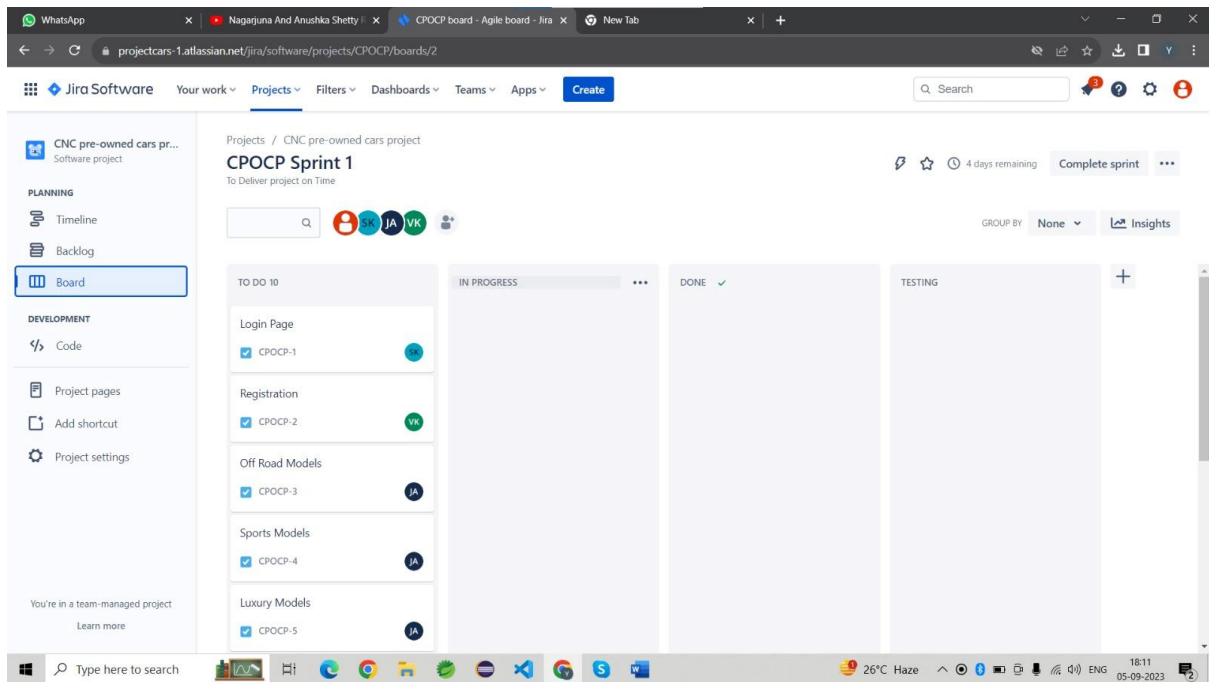 WhatsApp
Nagarjuna And Anushka Shetty
CPOCP board - Agile board - Jira
New Tab
projectcars-1.atlassian.net/jira/software/projects/CPOCP/boards/2
Y
Jira Software
Your work
Projects
Filters
Dashboards
Teams
Apps
Create
Search
3
CNC pre-owned cars pr...
Software project
PLANNING
Timeline
Backlog
Board
DEVELOPMENT
Code
Project pages
Add shortcut
Project settings
You're in a team-managed project
Learn more
Projects / CNC pre-owned cars project
CPOCP Sprint 1
To Deliver project on Time
4 days remaining
Complete sprint
SK JA VK
GROUP BY None
Insights
TO DO 10
IN PROGRESS
DONE
TESTING
Login Page
CPOCP-1 SK
Registration
CPOCP-2 VK
Off Road Models
CPOCP-3 JA
Sports Models
CPOCP-4 JA
Luxury Models
CPOCP-5 JA
Type here to search
26°C Haze
ENG
18:11
05-09-2023
2